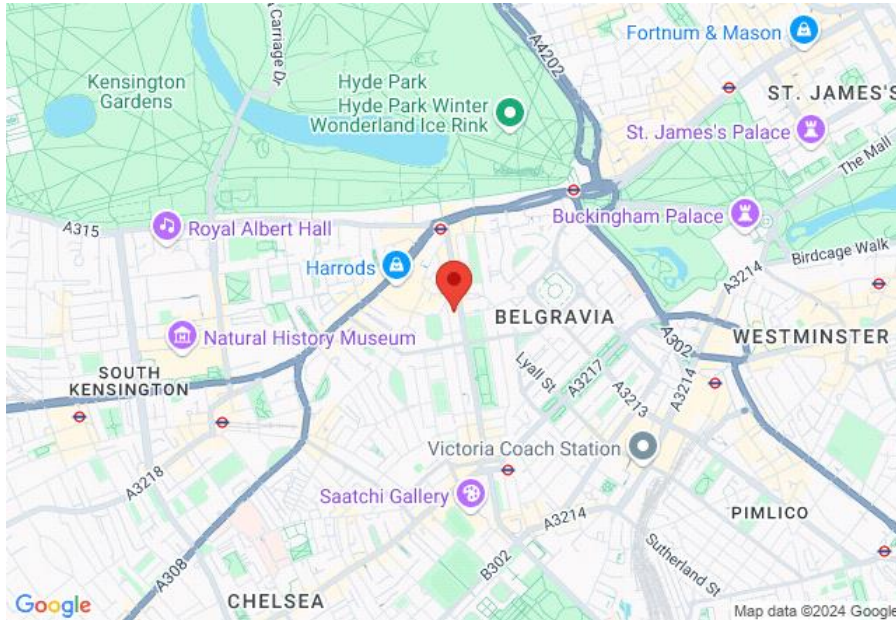 Carriage Dr.
A4202
Fortnum & Mason
Kensington
Gardens
Hyde Park
Hyde Park Winter
Wonderland Ice Rink
ST. JAMES'S
St. James's Palace
The Mall
A315
Royal Albert Hall
Buckingham Palace
Birdcage Walk
Harrods
A3214
Natural History Museum
BELGRAVIA
A302
WESTMINSTER
SOUTH
KENSINGTON
Lyall St
A3217
A3213
A3214
Victoria Coach Station
A3218
Saatchi Gallery
A3214
PIMLICO
A308
B302
Sutherland St
CHELSEA
Google
Map data ©2024 Google